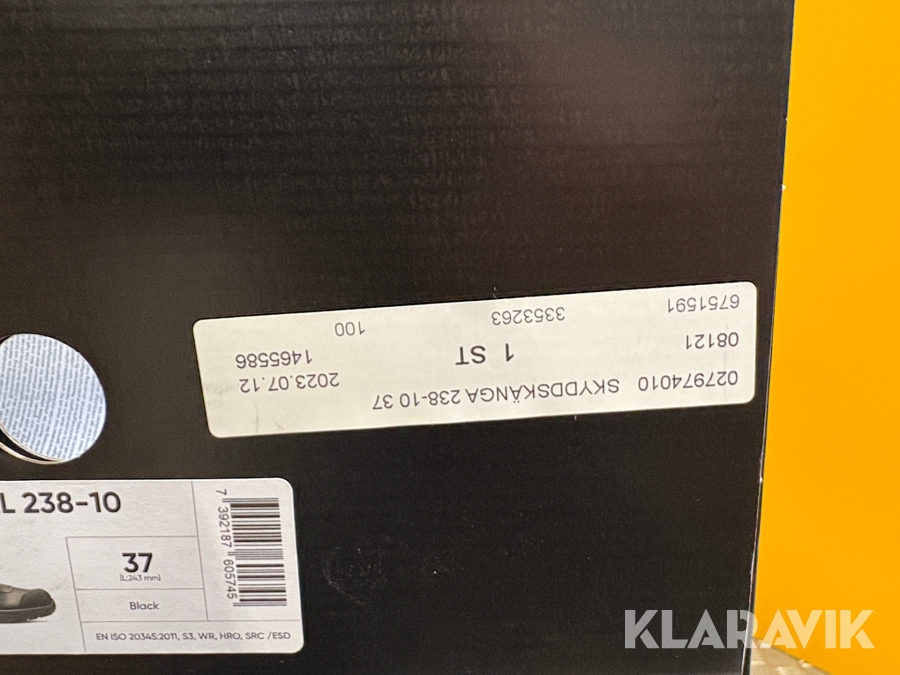 027974010 SKYDDSKÄNGA 238-10 37
08121 1 ST 2023.07.12
1465586
6751591 3353263 100
L 238-10
37
(L:243 mm)
Black
EN ISO 20345:2011, S3, WR, HRO, SRC /ESD
7 392187 605745
KLARAVIK